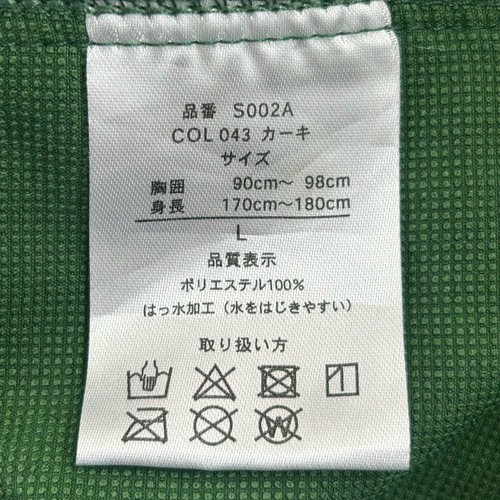 品番 S002A
COL 043 カーキ
サイズ
胸囲 90cm～ 98cm
身長 170cm～180cm
L
品質表示
ポリエステル100%
はっ水加工（水をはじきやすい）
取り扱い方
W